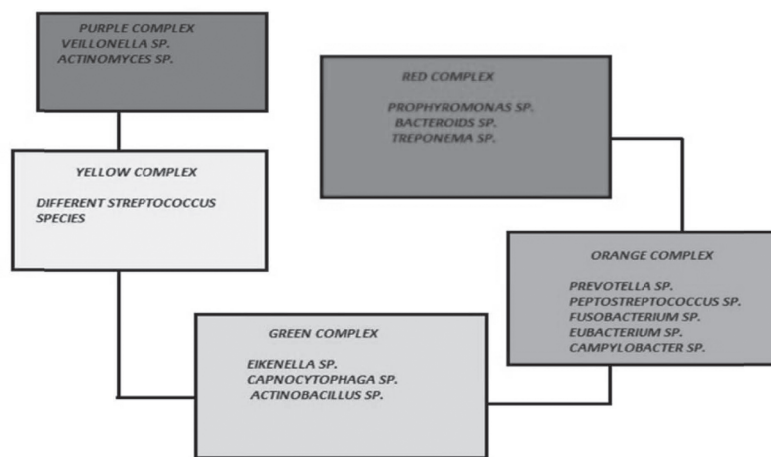 PURPLE COMPLEX
VEILLONELLA SP.
ACTINOMYCES SP.
RED COMPLEX
PROPHYROMONAS SP.
BACTEROIDS SP.
TREPONEMA SP.
YELLOW COMPLEX
DIFFERENT STREPTOCOCCUS
SPECIES
ORANGE COMPLEX
PREVOTELLA SP.
PEPTOSTREPTOCOCCUS SP.
FUSOBACTERIUM SP.
EUBACTERIUM SP.
CAMPYLOBACTER SP.
GREEN COMPLEX
EIKENELLA SP.
CAPNOCYTOPHAGA SP.
ACTINOBACILLUS SP.